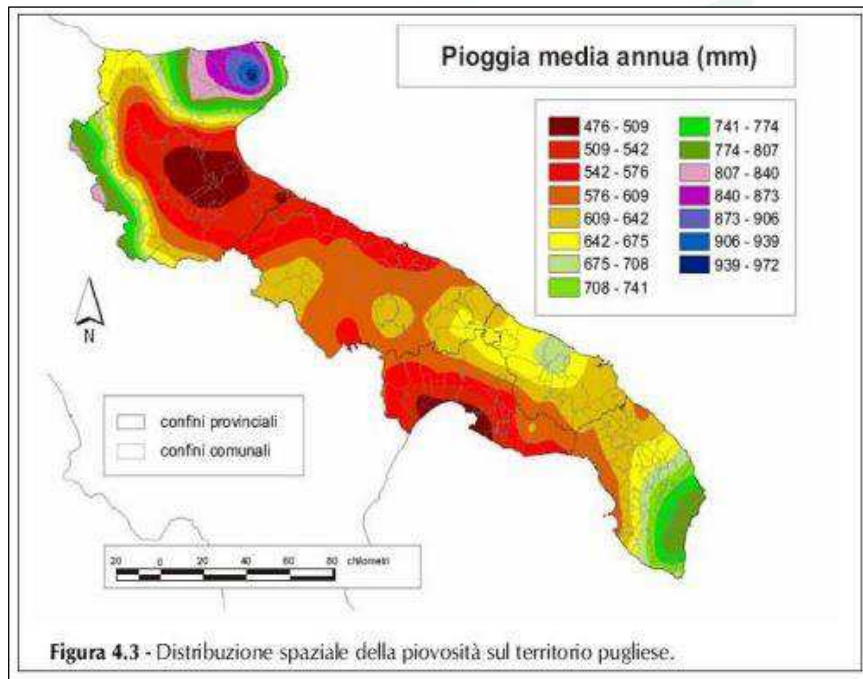 Pioggia media annua (mm)
476 - 509
509 - 542
542 - 576
576 - 609
609 - 642
642 - 675
675 - 708
708 - 741
741 - 774
774 - 807
807 - 840
840 - 873
873 - 906
906 - 939
939 - 972
N
confini provinciali
confini comunali
20 0 20 40 60 80 chilometri
Figura 4.3 - Distribuzione spaziale della piovosità sul territorio pugliese.